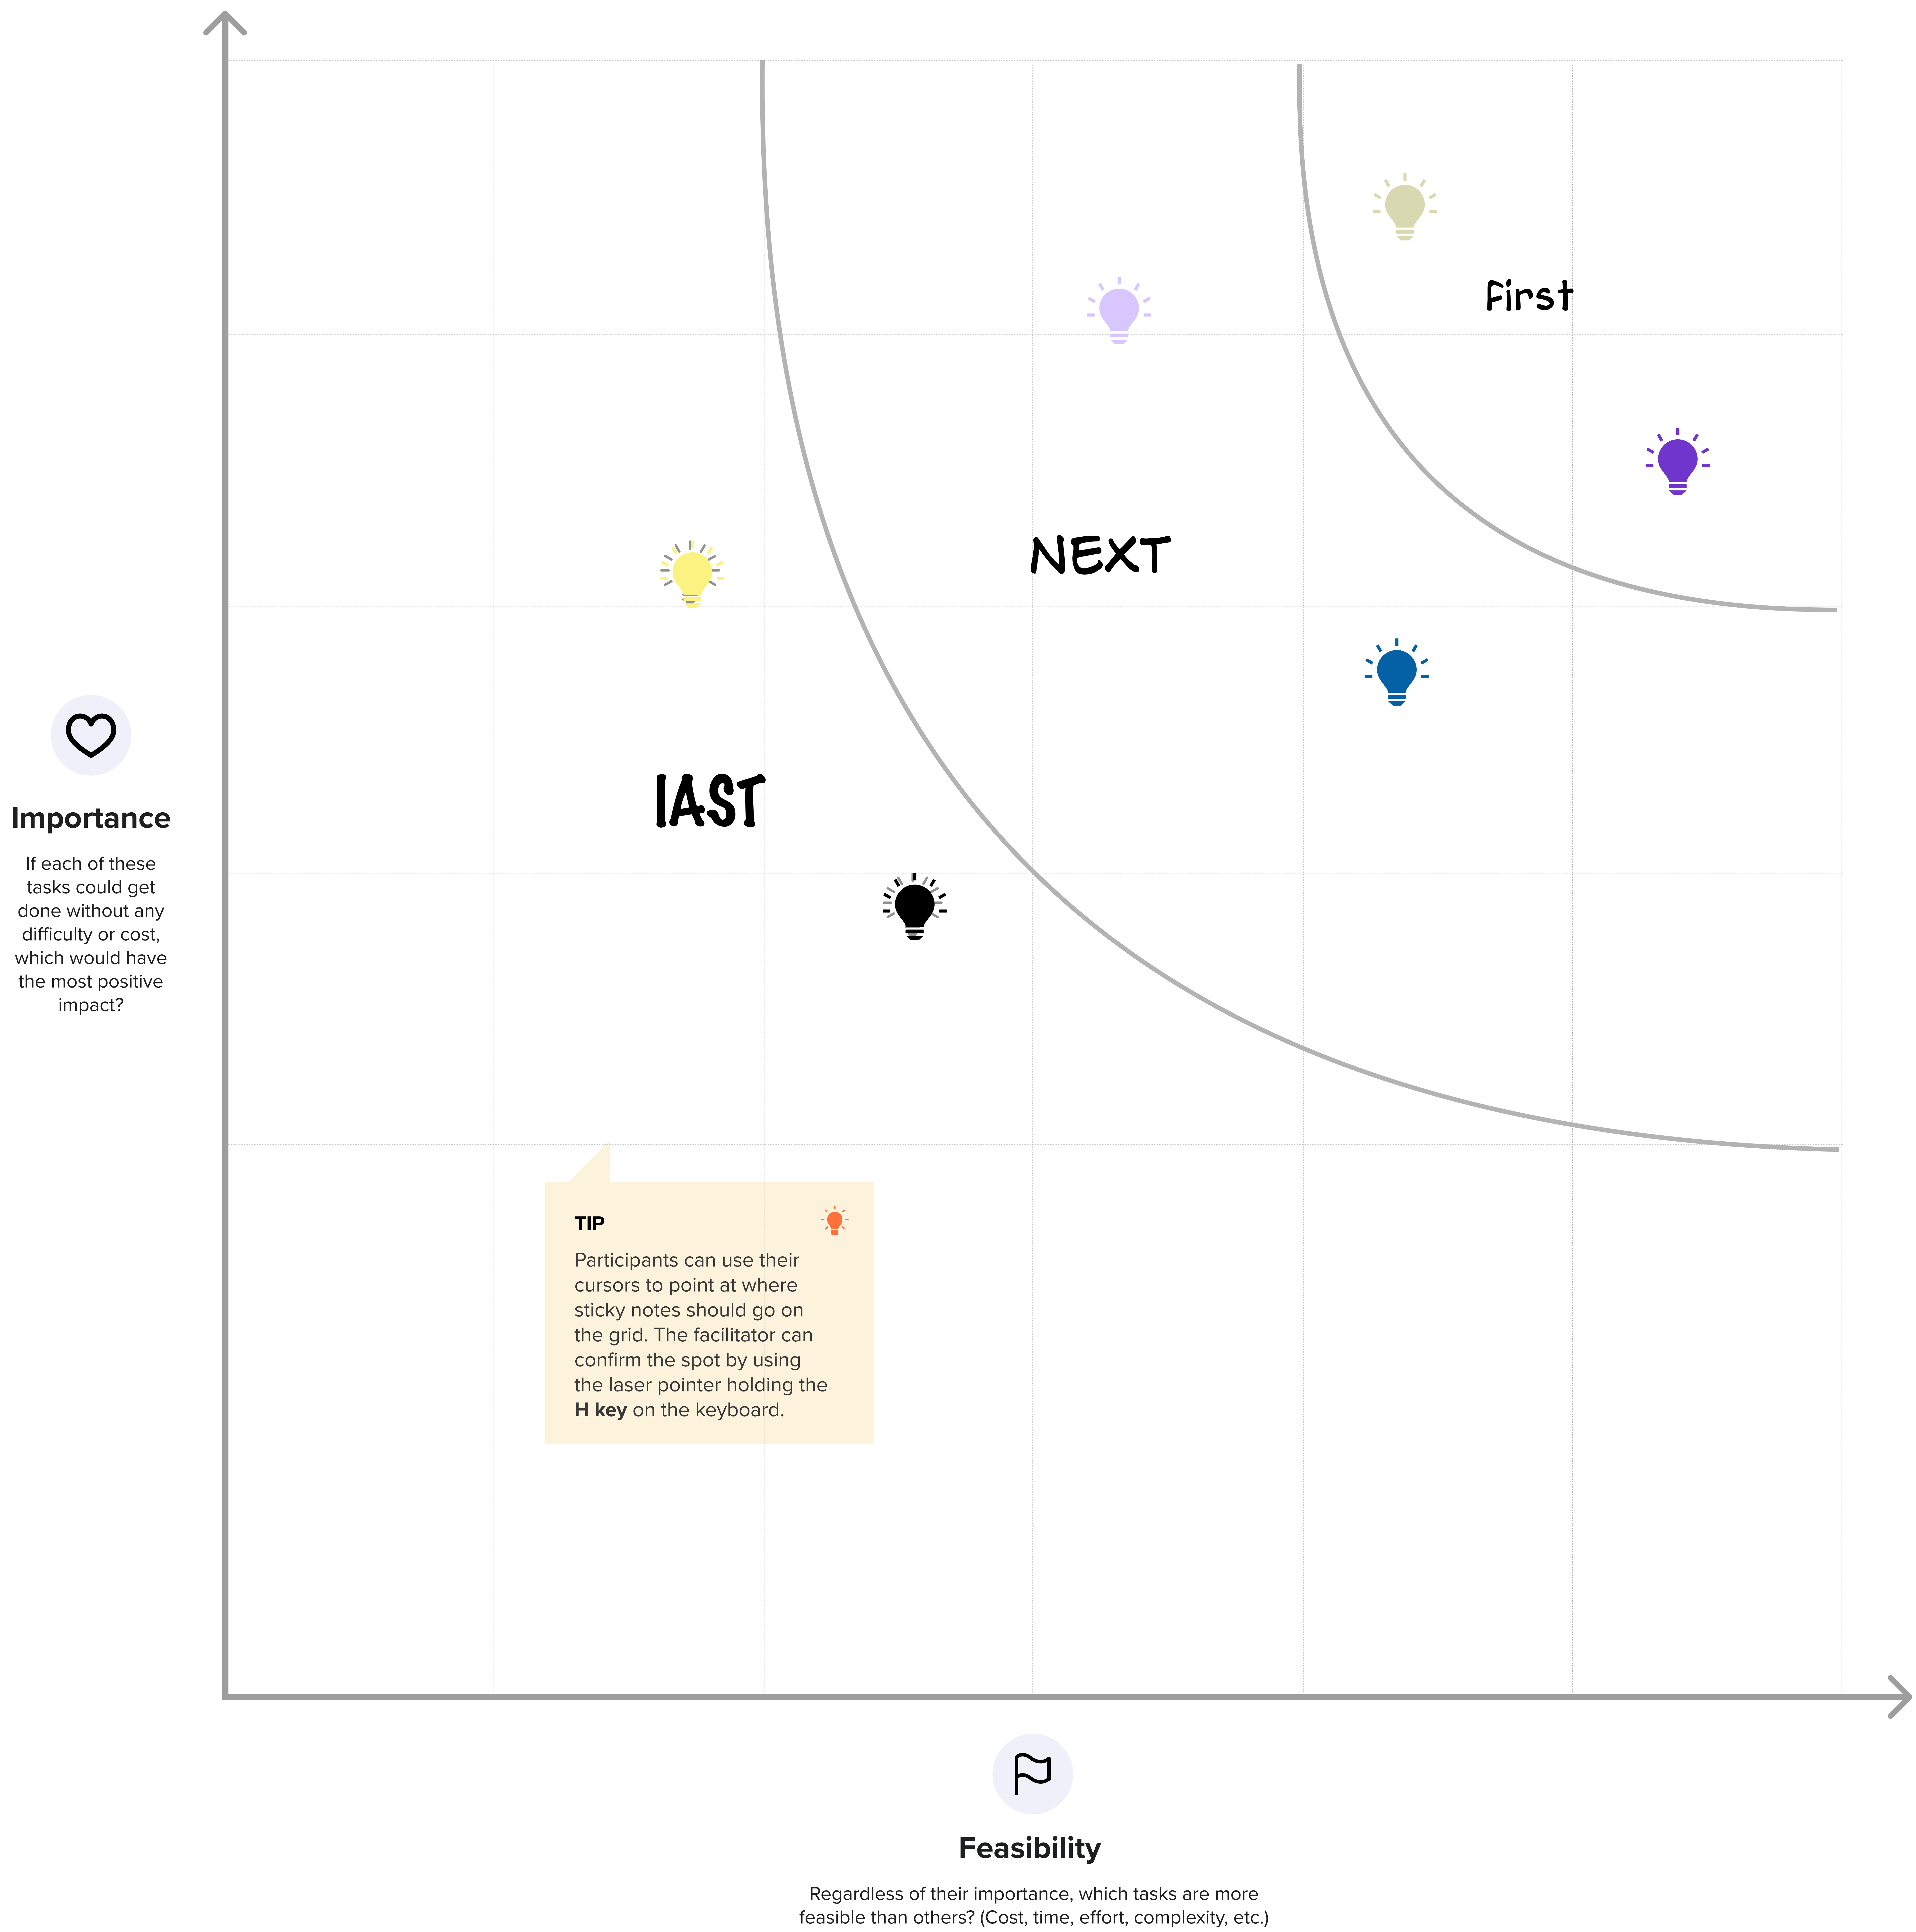 First
NEXT
lAST
Importance
If each of these
tasks could get
done without any
difficulty or cost,
which would have
the most positive
impact?
TIP
Participants can use their
cursors to point at where
sticky notes should go on
the grid. The facilitator can
confirm the spot by using
the laser pointer holding the
H key on the keyboard.
Feasibility
Regardless of their importance, which tasks are more
feasible than others? (Cost, time, effort, complexity, etc.)